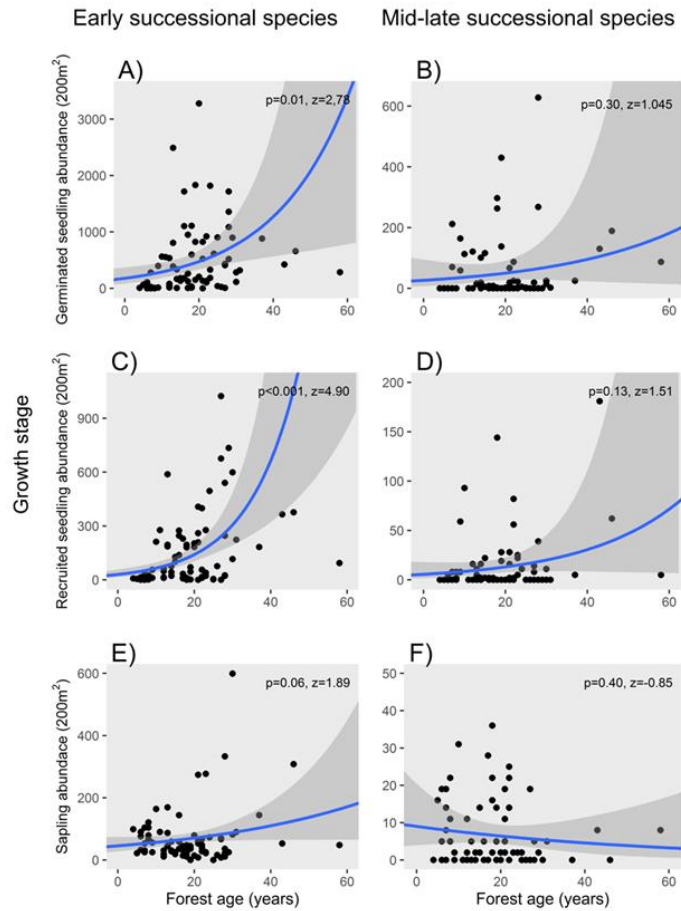 Early successional species
Mid-late successional species
A)
B)
Germinated seedling abundance (200m²)
p=0.01, z=2,78
3000
2000
1000
0
0
20
40
60
p=0.30, z=1.045
600
400
200
0
0
20
40
60
C)
D)
Growth stage
Recruited seedling abundance (200m²)
p<0.001, z=4.90
900
600
300
0
0
20
40
60
p=0.13, z=1.51
200
150
100
50
0
0
20
40
60
E)
F)
Sapling abundace (200m²)
p=0.06, z=1.89
600
400
200
0
0
20
40
60
Forest age (years)
p=0.40, z=-0.85
50
40
30
20
10
0
0
20
40
60
Forest age (years)